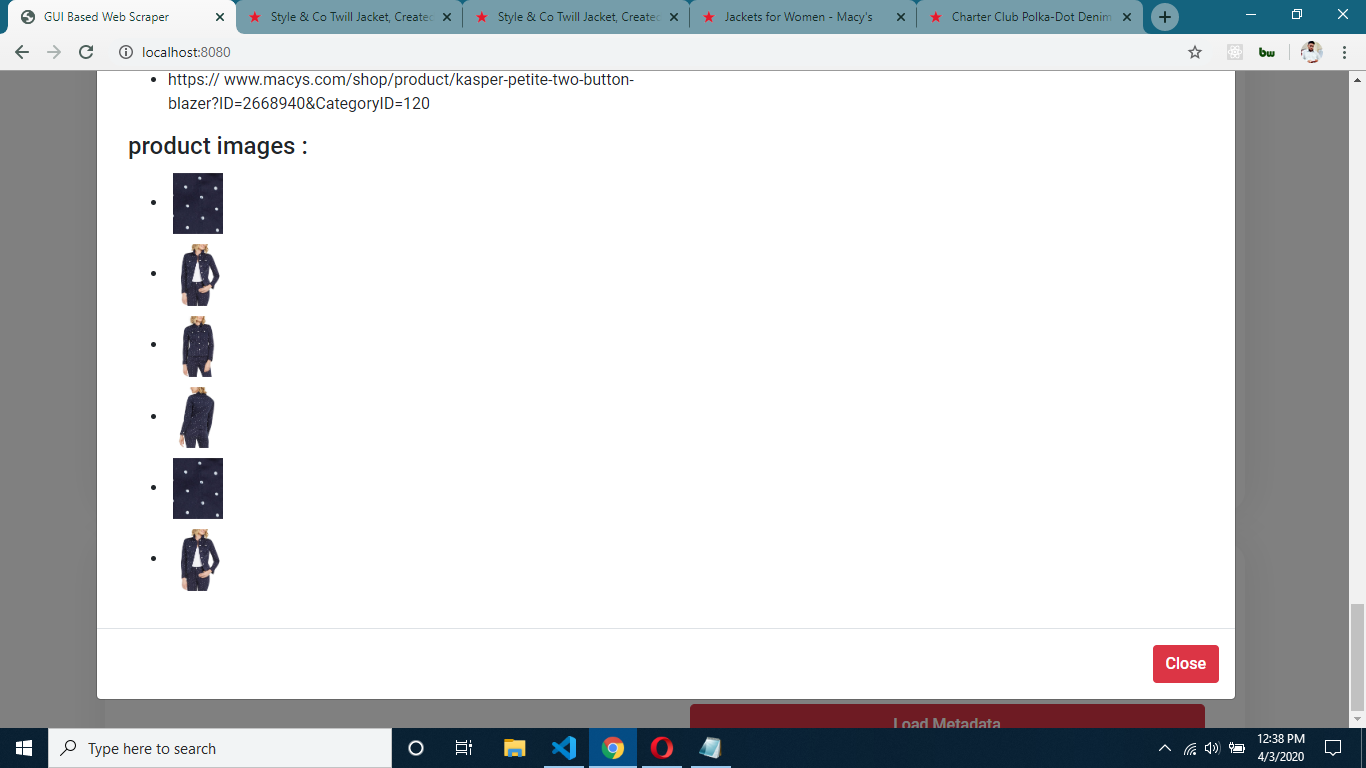 GUI Based Web Scraper
Style & Co Twill Jacket, Created
Style & Co Twill Jacket, Created
Jackets for Women - Macy's
Charter Club Polka-Dot Denim
localhost:8080
bw
https:// www.macys.com/shop/product/kasper-petite-two-button-
blazer?ID=2668940&CategoryID=120
product images :
Close
Load Metadata
Type here to search
12:38 PM
4/3/2020